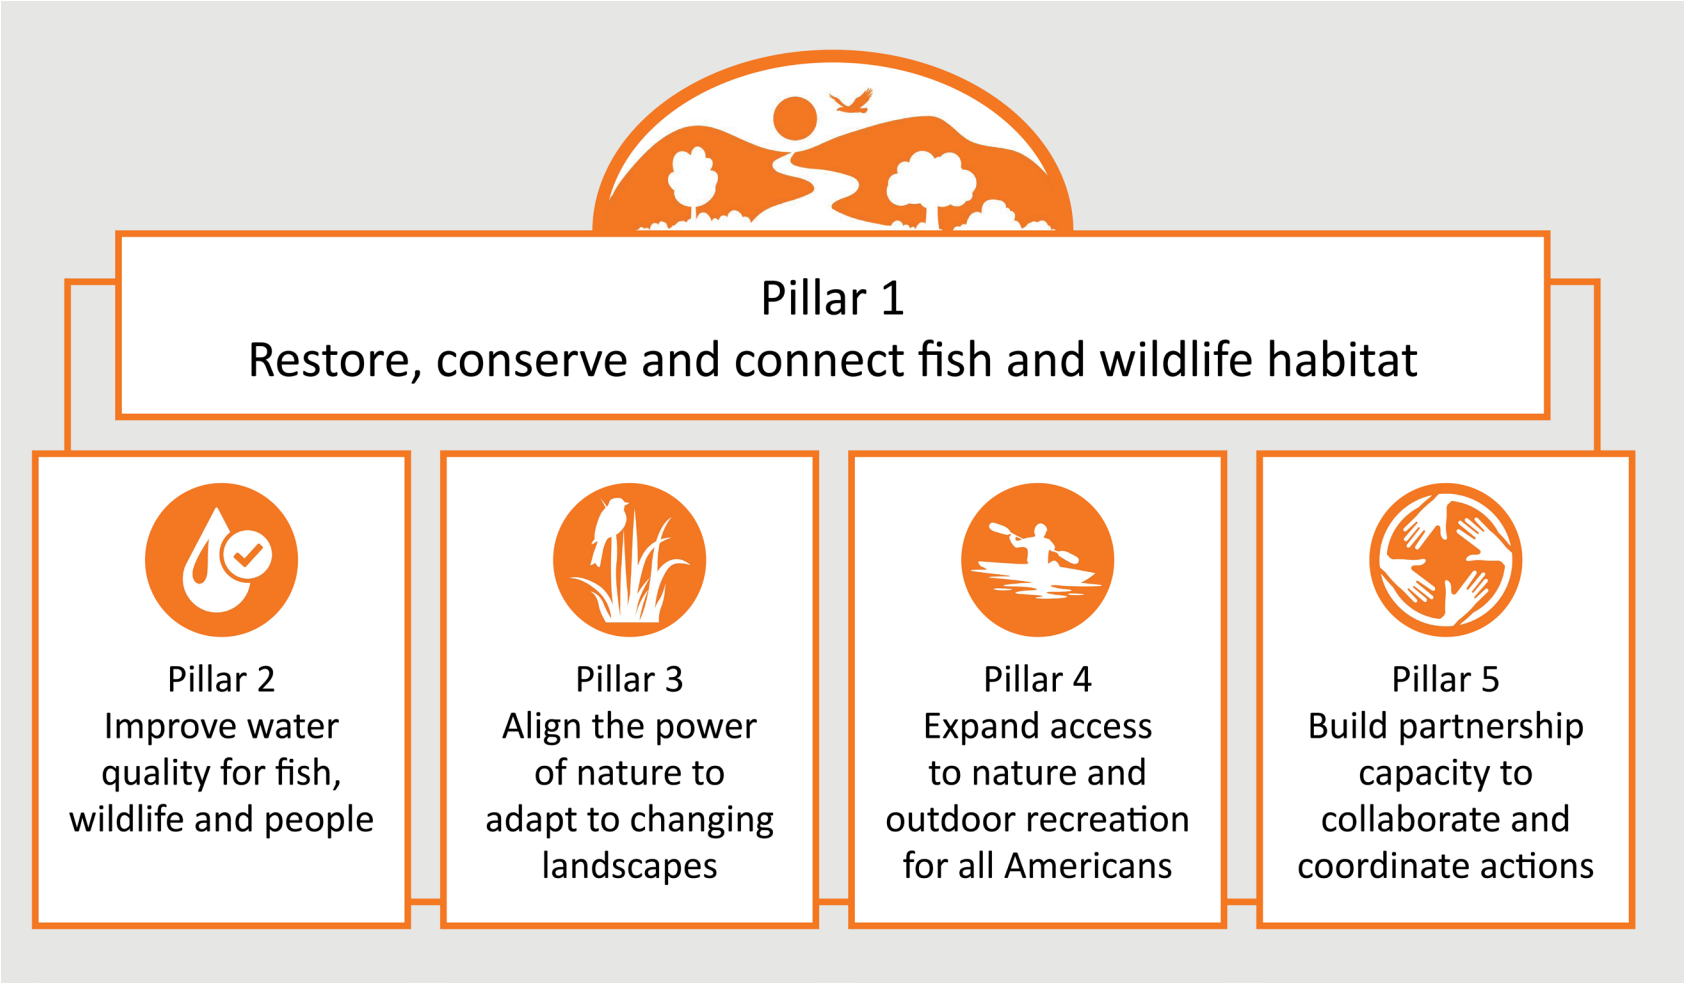 Pillar 1
Restore, conserve and connect fish and wildlife habitat
Pillar 2
Improve water
quality for fish,
wildlife and people
Pillar 3
Align the power
of nature to
adapt to changing
landscapes
Pillar 4
Expand access
to nature and
outdoor recreation
for all Americans
Pillar 5
Build partnership
capacity to
collaborate and
coordinate actions